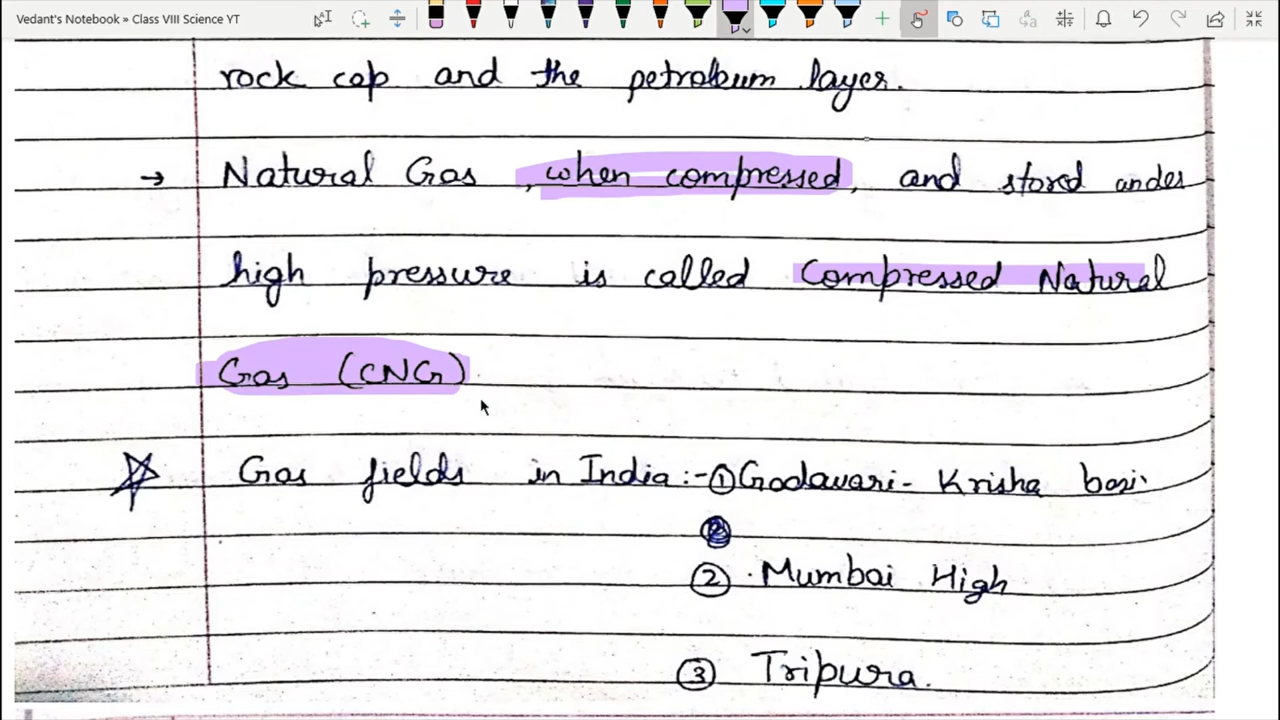 Vedant's Notebook » Class VIII Science YT
rock cap and the petroleum layer.
→ Natural Gas , when compressed, and stored under
high pressure is called Compressed Natural
Gas (CNG)
Gas fields in India :- ① Godavari - Krisha basi
② Mumbai High
③ Tripura.